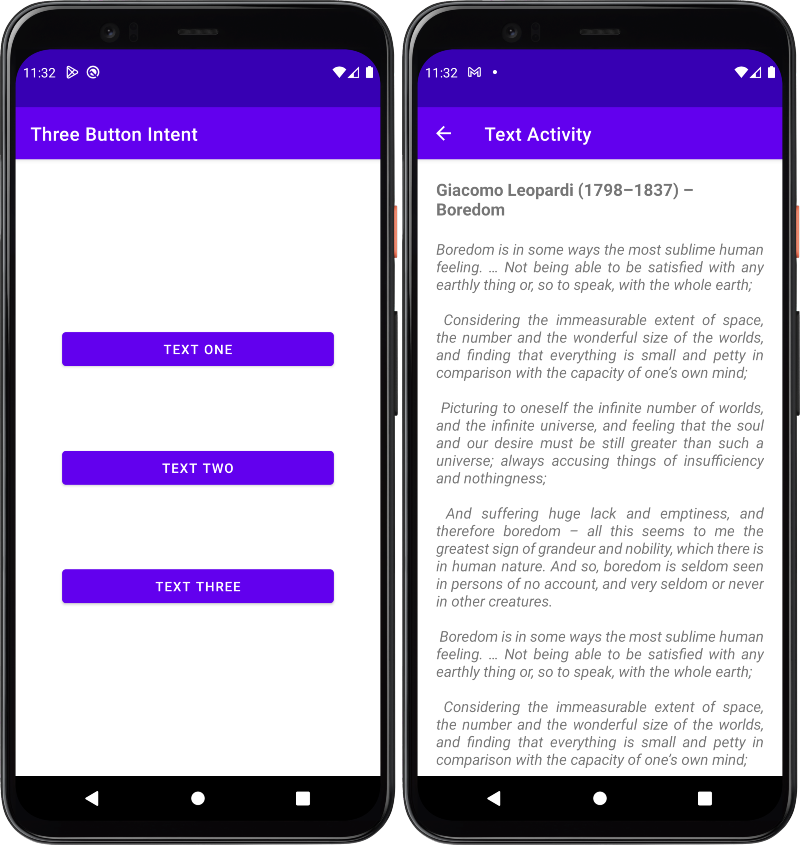 11:32
Three Button Intent
TEXT ONE
TEXT TWO
TEXT THREE
11:32
Text Activity
Giacomo Leopardi (1798–1837) –
Boredom
Boredom is in some ways the most sublime human
feeling. … Not being able to be satisfied with any
earthly thing or, so to speak, with the whole earth;
Considering the immeasurable extent of space,
the number and the wonderful size of the worlds,
and finding that everything is small and petty in
comparison with the capacity of one’s own mind;
Picturing to oneself the infinite number of worlds,
and the infinite universe, and feeling that the soul
and our desire must be still greater than such a
universe; always accusing things of insufficiency
and nothingness;
And suffering huge lack and emptiness, and
therefore boredom – all this seems to me the
greatest sign of grandeur and nobility, which there is
in human nature. And so, boredom is seldom seen
in persons of no account, and very seldom or never
in other creatures.
Boredom is in some ways the most sublime human
feeling. … Not being able to be satisfied with any
earthly thing or, so to speak, with the whole earth;
Considering the immeasurable extent of space,
the number and the wonderful size of the worlds,
and finding that everything is small and petty in
comparison with the capacity of one’s own mind;